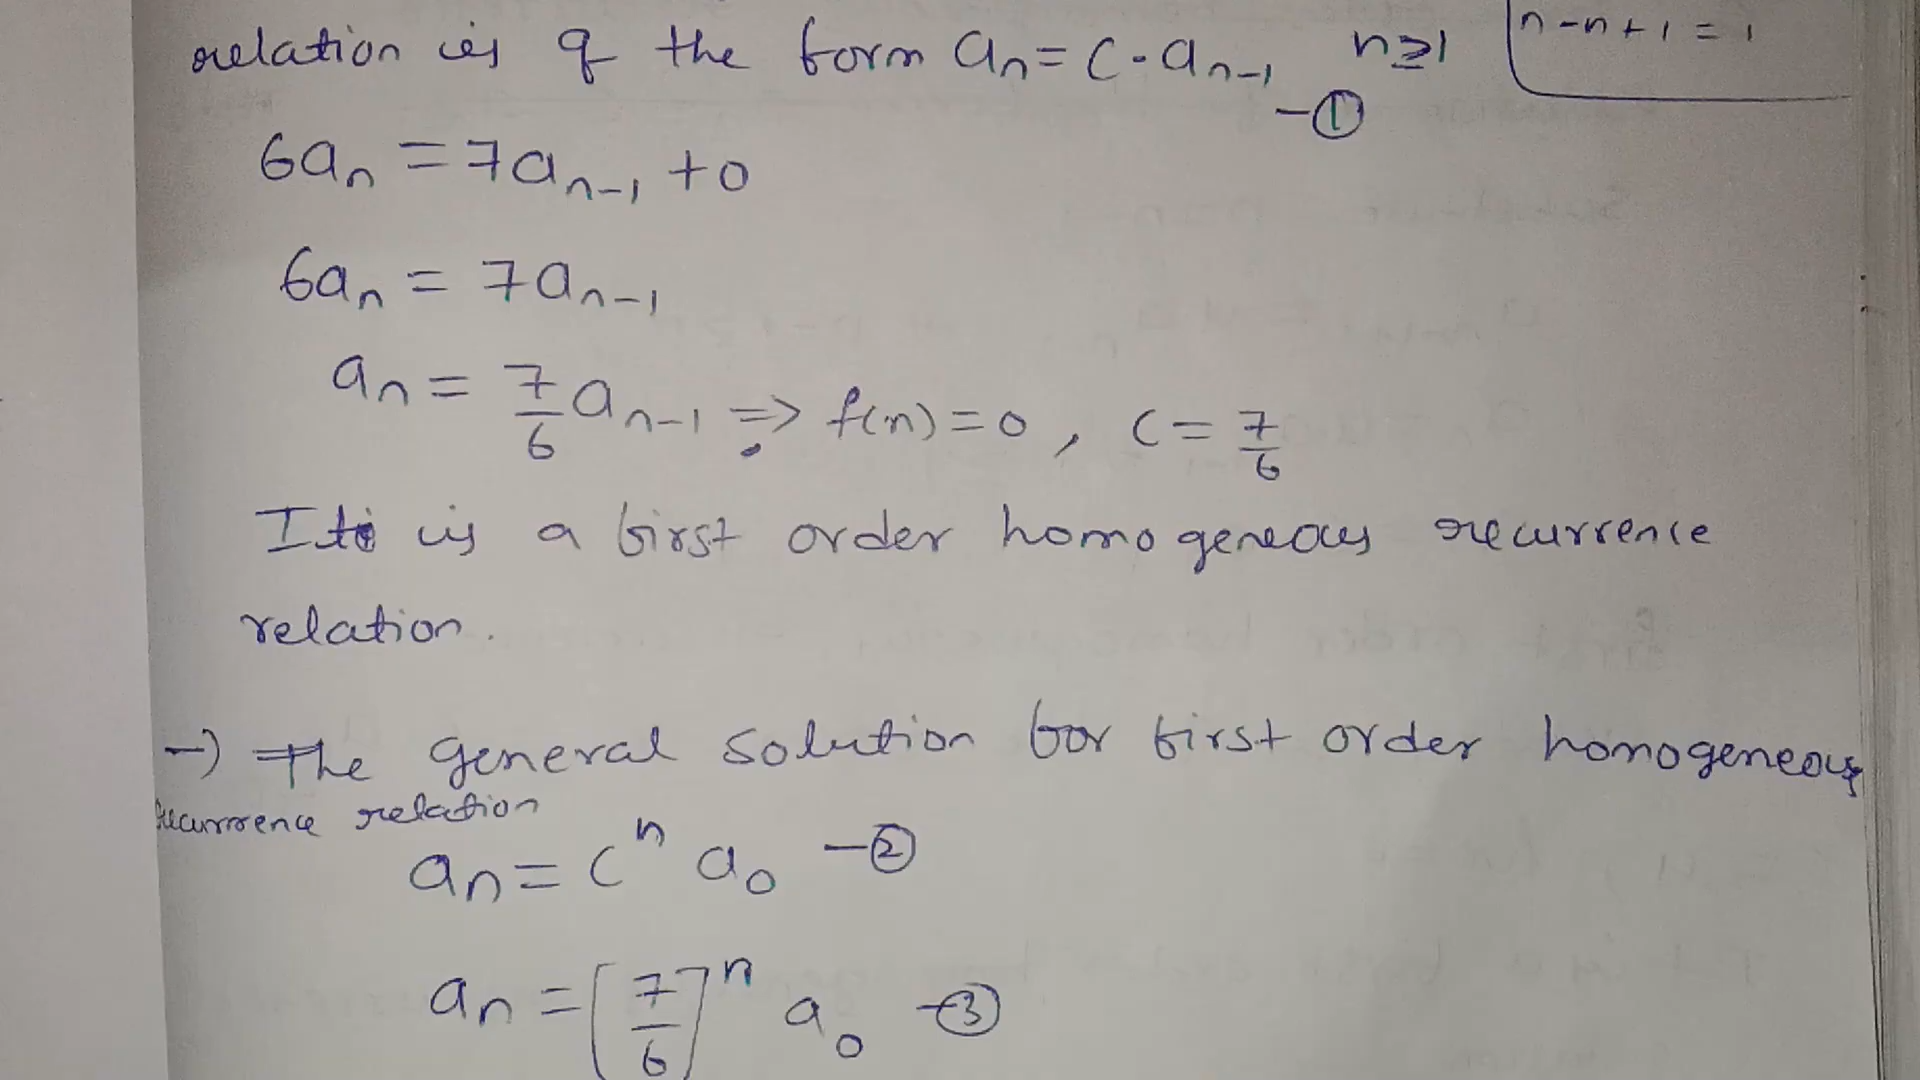 relation is of the form aₙ = C·aₙ₋₁ n≥1 n-n+1=1
-①
6aₙ = 7aₙ₋₁ +0
6aₙ = 7aₙ₋₁
aₙ = 7/6 aₙ₋₁ => f(n)=0, C = 7/6
It is a first order homogeneous recurrence
relation.
-) The general solution for first order homogeneous
recurrence relation
aₙ = Cⁿ a₀ -②
aₙ = [7/6]ⁿ a₀ -③